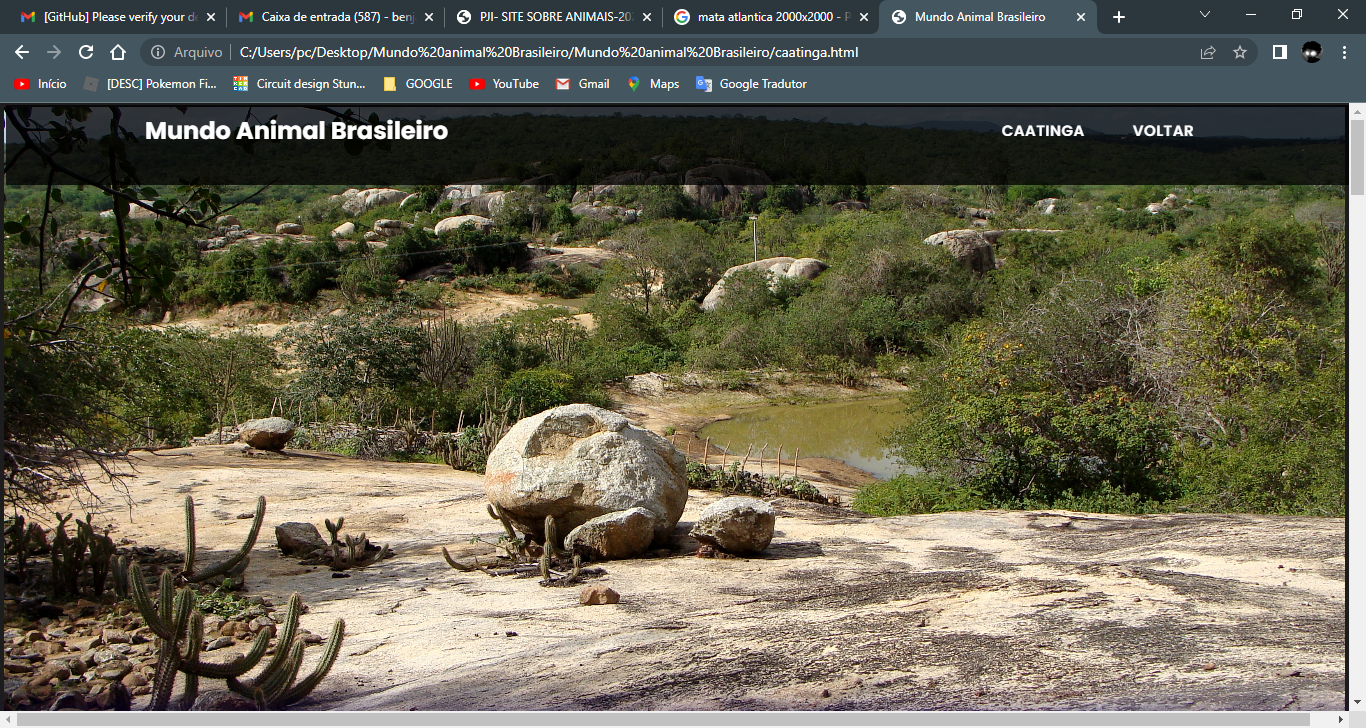 [GitHub] Please verify your de
Caixa de entrada (587) - benj
PJI- SITE SOBRE ANIMAIS-202
mata atlantica 2000x2000 - P
Mundo Animal Brasileiro
Arquivo
C:/Users/pc/Desktop/Mundo%20animal%20Brasileiro/Mundo%20animal%20Brasileiro/caatinga.html
Início
[DESC] Pokemon Fi...
Circuit design Stun...
GOOGLE
YouTube
Gmail
Maps
Google Tradutor
Mundo Animal Brasileiro
CAATINGA
VOLTAR